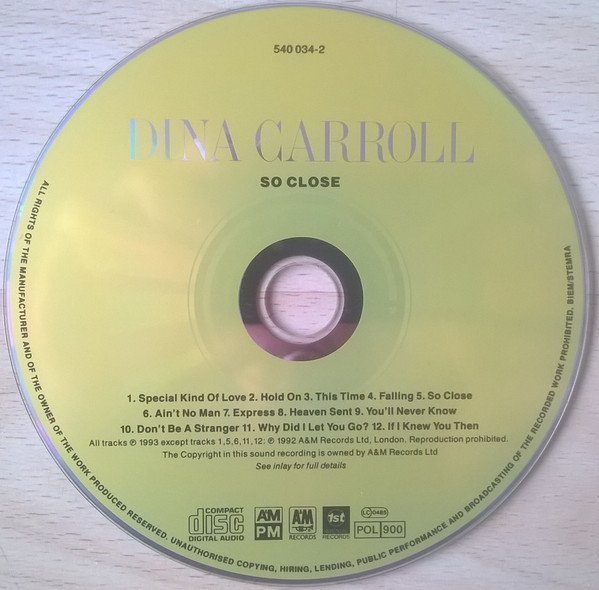 540 034-2
DINA CARROLL
SO CLOSE
1. Special Kind Of Love 2. Hold On 3. This Time 4. Falling 5. So Close
6. Ain't No Man 7. Express 8. Heaven Sent 9. You'll Never Know
10. Don't Be A Stranger 11. Why Did I Let You Go? 12. If I Knew You Then
All tracks ℗ 1993 except tracks 1,5,6,11,12: ℗ 1992 A&M Records Ltd, London. Reproduction prohibited.
The Copyright in this sound recording is owned by A&M Records Ltd
See inlay for full details
COMPACT
disc
DIGITAL AUDIO
AM
PM
A&M
RECORDS
1st
RECORDS
LC 0485
POL 900
ALL RIGHTS OF THE MANUFACTURER AND OF THE OWNER OF THE WORK PRODUCED RESERVED. UNAUTHORISED COPYING, HIRING, LENDING, PUBLIC PERFORMANCE AND BROADCASTING OF THE RECORDED WORK PROHIBITED. BIEM/STEMRA